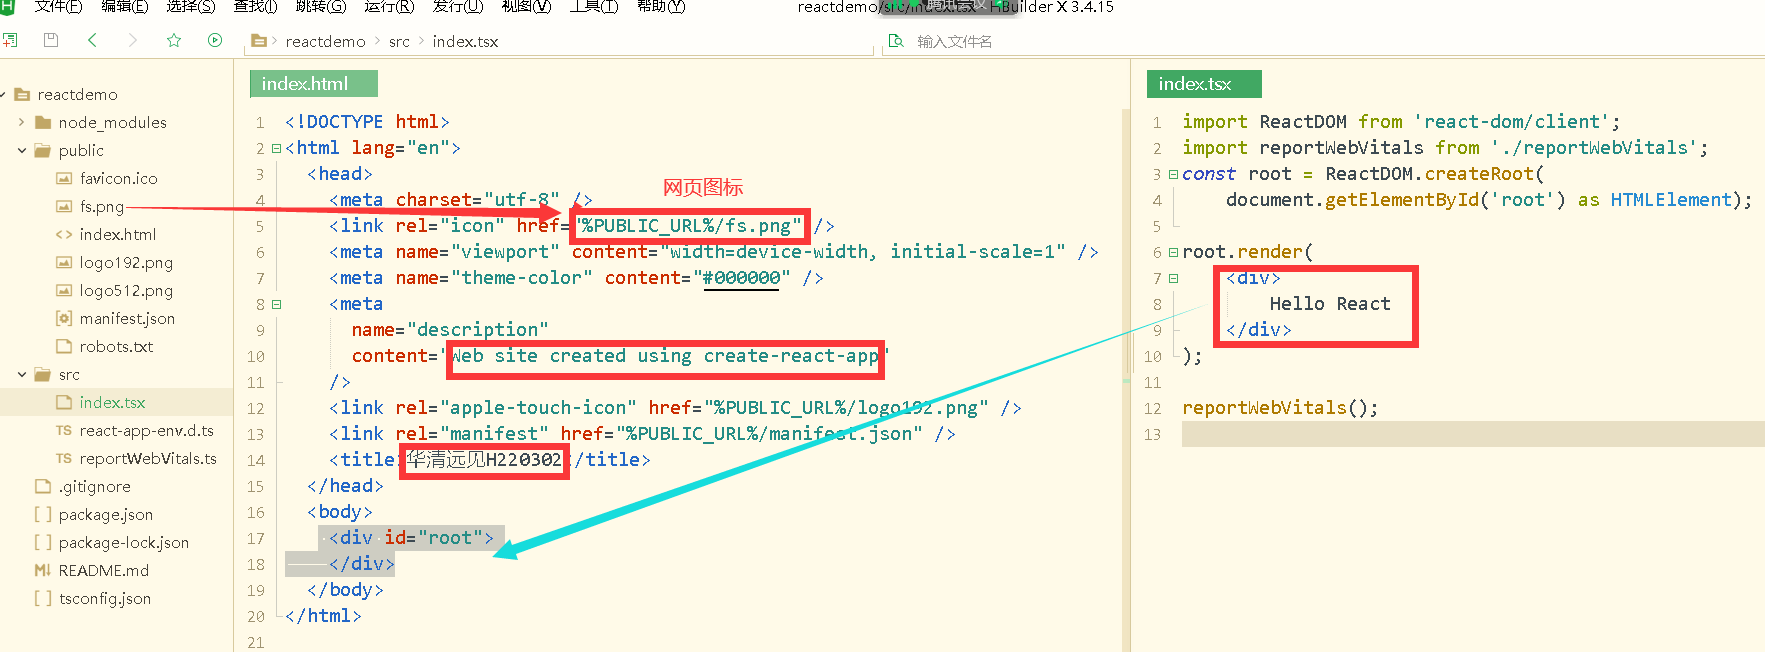 文件(F) 编辑(E) 选择(S) 查找(I) 跳转(G) 运行(R) 发行(U) 视图(V) 工具(T) 帮助(Y)
reactdemo/src/index.tsx - HBuilder X 3.4.15
reactdemo > src > index.tsx
输入文件名
reactdemo
node_modules
public
favicon.ico
fs.png
index.html
logo192.png
logo512.png
manifest.json
robots.txt
src
index.tsx
TS react-app-env.d.ts
TS reportWebVitals.ts
.gitignore
[ ] package.json
[ ] package-lock.json
M↓ README.md
[ ] tsconfig.json
index.html
1 <!DOCTYPE html>
2 <html lang="en">
3 <head>
网页图标
4 <meta charset="utf-8" />
5 <link rel="icon" href="%PUBLIC_URL%/fs.png" />
6 <meta name="viewport" content="width=device-width, initial-scale=1" />
7 <meta name="theme-color" content="#000000" />
8 <meta
9 name="description"
10 content="Web site created using create-react-app"
11 />
12 <link rel="apple-touch-icon" href="%PUBLIC_URL%/logo192.png" />
13 <link rel="manifest" href="%PUBLIC_URL%/manifest.json" />
14 <title>华清远见H220302</title>
15 </head>
16 <body>
17 <div id="root">
18 </div>
19 </body>
20 </html>
21
index.tsx
1 import ReactDOM from 'react-dom/client';
2 import reportWebVitals from './reportWebVitals';
3 const root = ReactDOM.createRoot(
4 document.getElementById('root') as HTMLElement);
5
6 root.render(
7 <div>
8 Hello React
9 </div>
10 );
11
12 reportWebVitals();
13